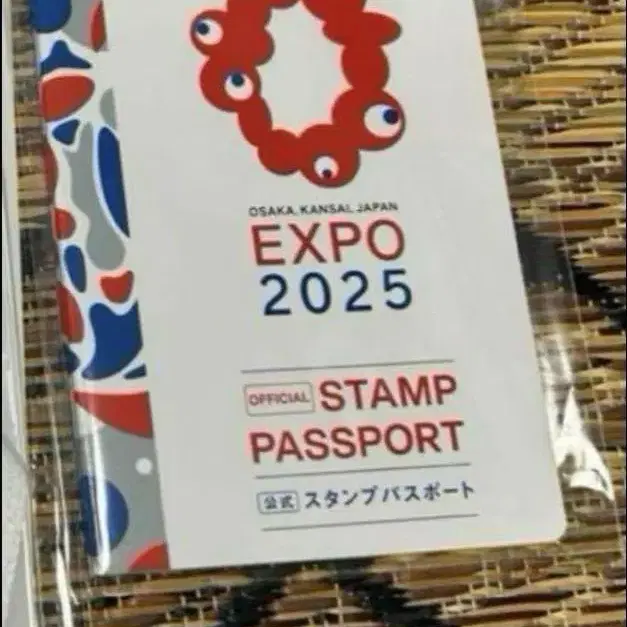 OSAKA, KANSAI, JAPAN
EXPO
2025
OFFICIAL STAMP
PASSPORT
公式 スタンプパスポート